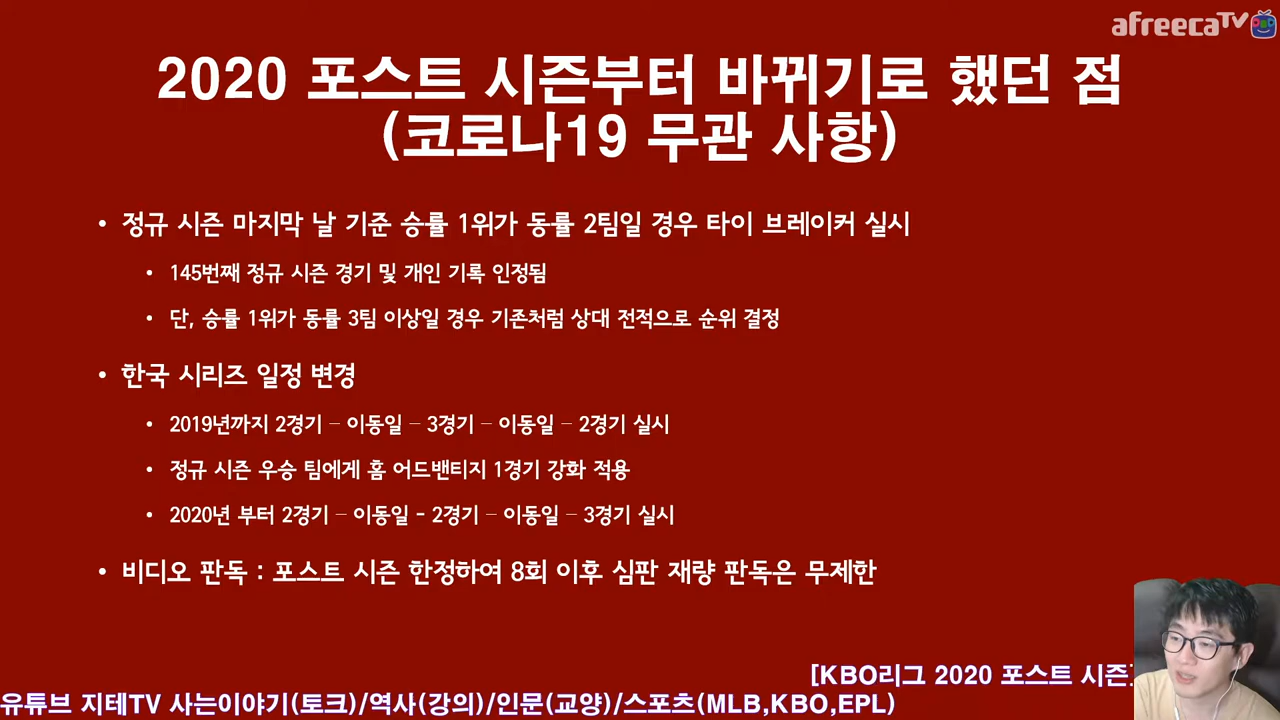 afreecaTV
2020 포스트 시즌부터 바뀌기로 했던 점
(코로나19 무관 사항)
• 정규 시즌 마지막 날 기준 승률 1위가 동률 2팀일 경우 타이 브레이커 실시
• 145번째 정규 시즌 경기 및 개인 기록 인정됨
• 단, 승률 1위가 동률 3팀 이상일 경우 기존처럼 상대 전적으로 순위 결정
• 한국 시리즈 일정 변경
• 2019년까지 2경기 – 이동일 – 3경기 – 이동일 – 2경기 실시
• 정규 시즌 우승 팀에게 홈 어드밴티지 1경기 강화 적용
• 2020년 부터 2경기 – 이동일 - 2경기 – 이동일 – 3경기 실시
• 비디오 판독 : 포스트 시즌 한정하여 8회 이후 심판 재량 판독은 무제한
[KBO리그 2020 포스트 시즌]
유튜브 지테TV 사는이야기(토크)/역사(강의)/인문(교양)/스포츠(MLB,KBO,EPL)